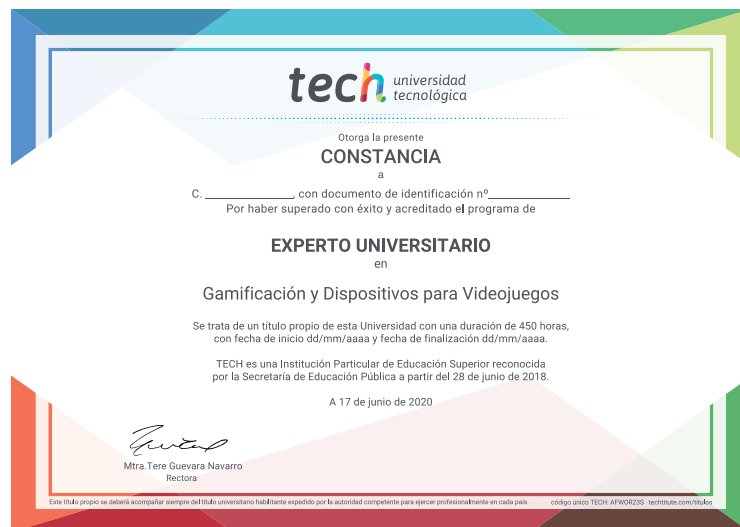 tech universidad
tecnológica
Otorga la presente
CONSTANCIA
a
C. ________________, con documento de identificación nº______________
Por haber superado con éxito y acreditado el programa de
EXPERTO UNIVERSITARIO
en
Gamificación y Dispositivos para Videojuegos
Se trata de un título propio de esta Universidad con una duración de 450 horas,
con fecha de inicio dd/mm/aaaa y fecha de finalización dd/mm/aaaa.
TECH es una Institución Particular de Educación Superior reconocida
por la Secretaría de Educación Pública a partir del 28 de junio de 2018.
A 17 de junio de 2020
Mtra.Tere Guevara Navarro
Rectora
Este título propio se deberá acompañar siempre del título universitario habilitante expedido por la autoridad competente para ejercer profesionalmente en cada país. código único TECH: AFWOR23S techtitute.com/titulos